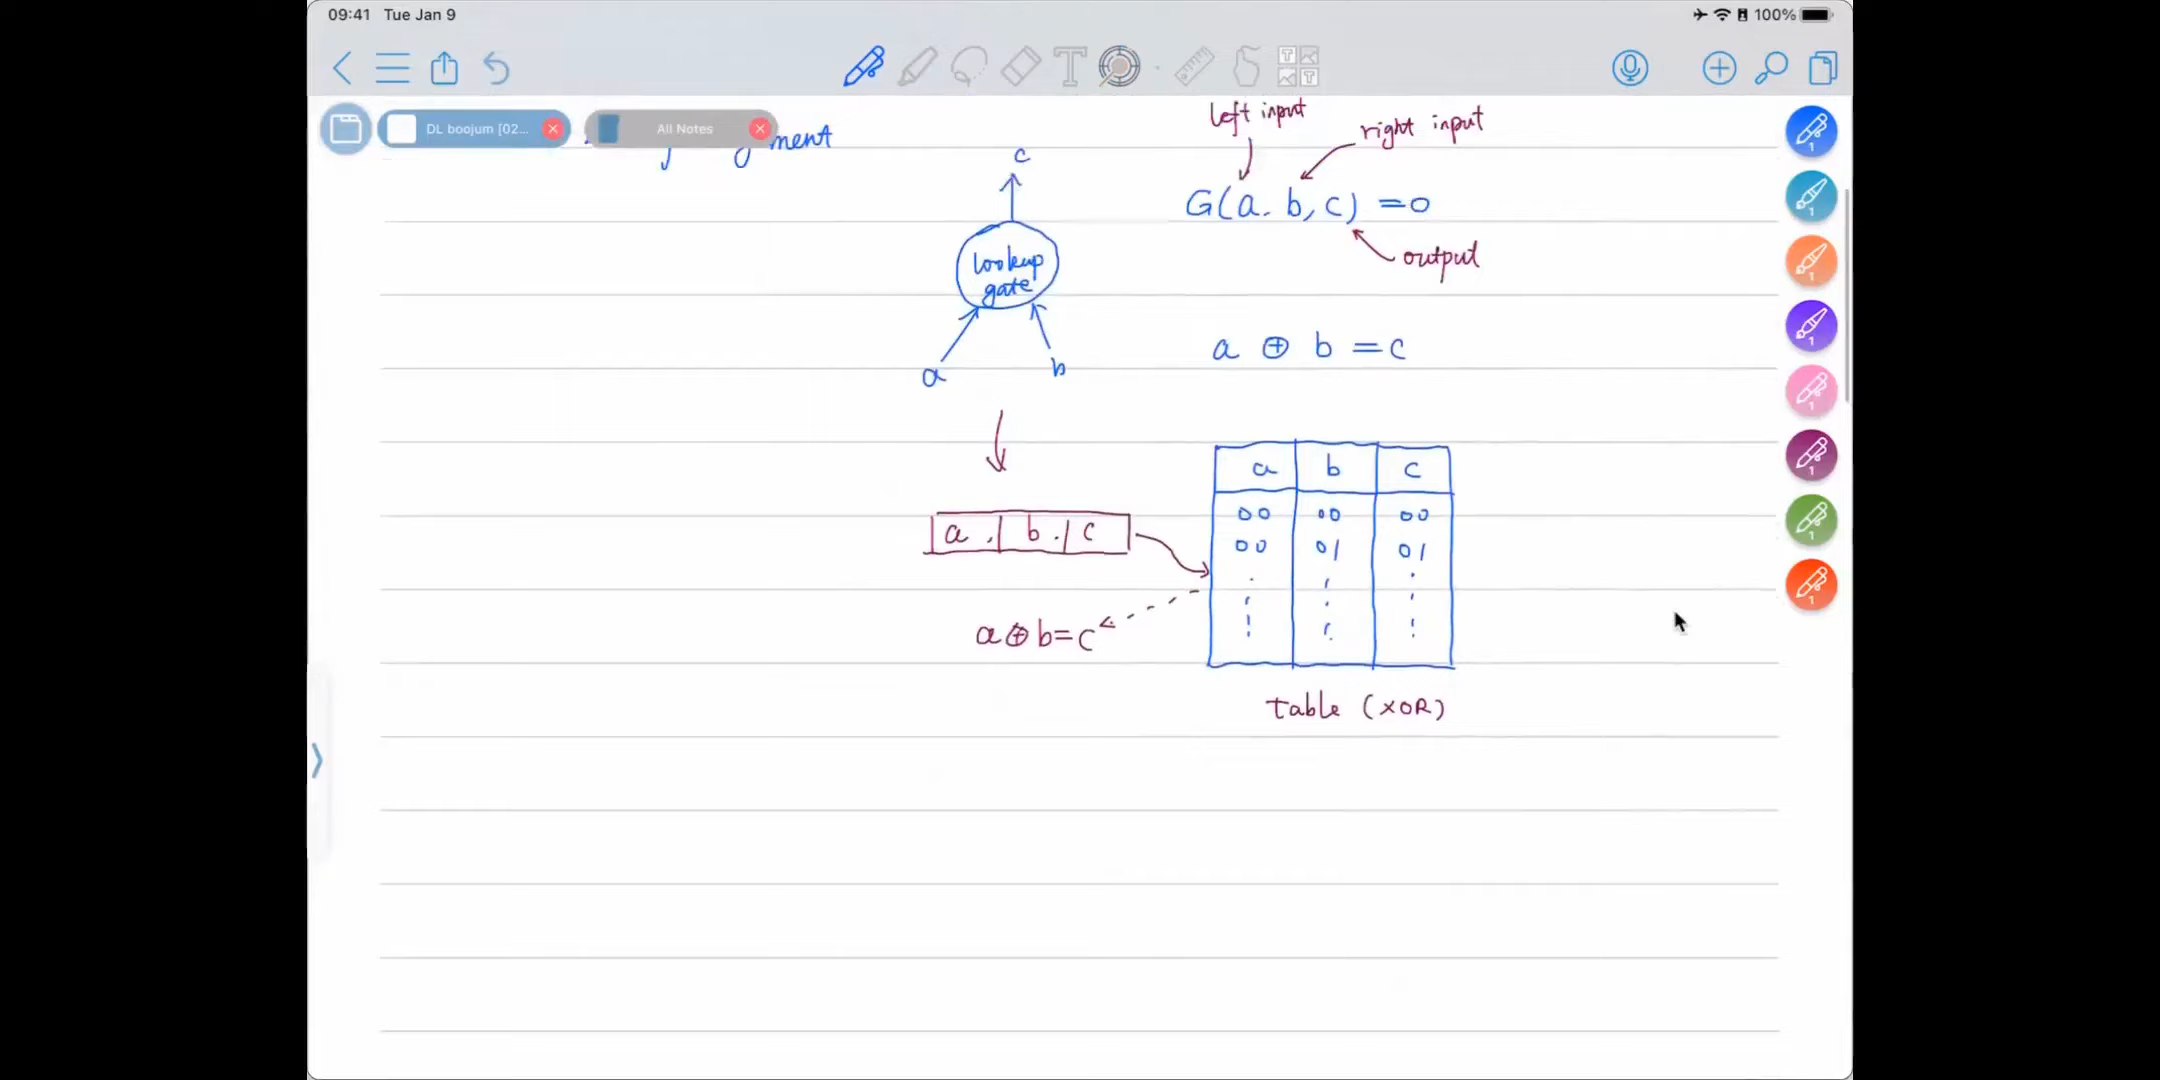 09:41 Tue Jan 9
100%
DL boojum [02...
All Notes
ment
left input
right input
c
G(a, b, c) = 0
lookup
gate
output
a
b
a ⊕ b = c
a b c
00 00 00
00 01 01
a , b , c
a ⊕ b = c
table (XOR)